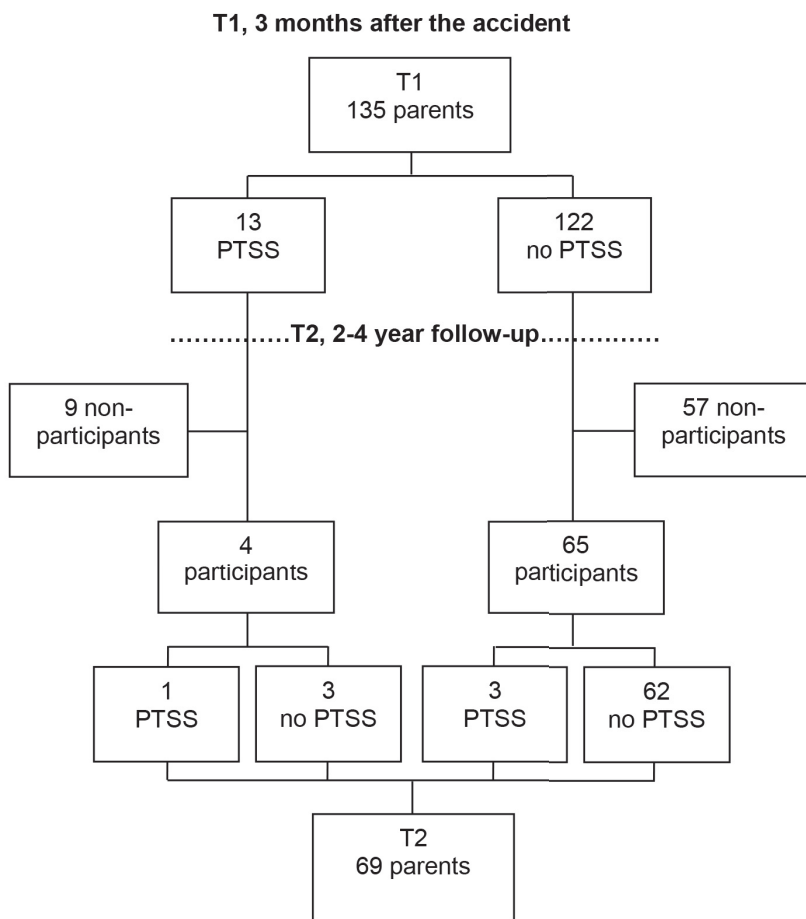 T1, 3 months after the accident
T1
135 parents
13
PTSS
122
no PTSS
..............T2, 2-4 year follow-up..............
9 non-
participants
57 non-
participants
4
participants
65
participants
1
PTSS
3
no PTSS
3
PTSS
62
no PTSS
T2
69 parents